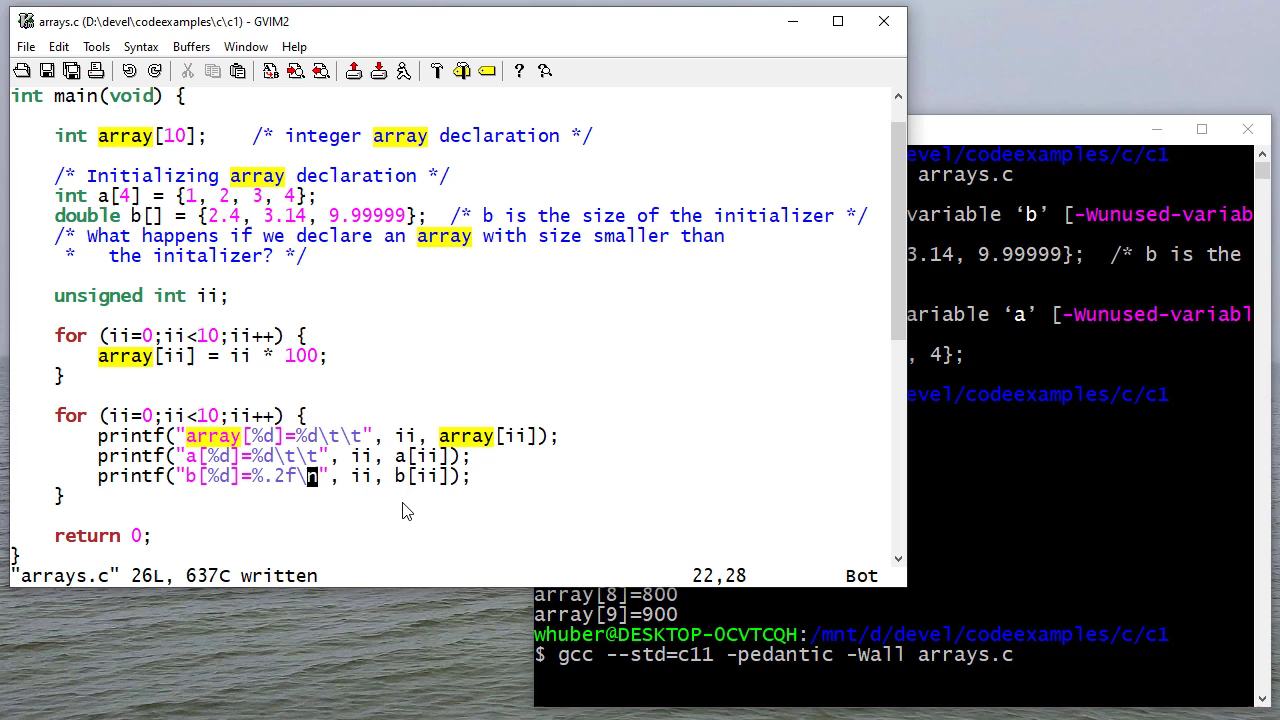 arrays.c (D:\devel\codeexamples\c\c1) - GVIM2
File Edit Tools Syntax Buffers Window Help
int main(void) {
int array[10]; /* integer array declaration */
/* Initializing array declaration */
int a[4] = {1, 2, 3, 4};
double b[] = {2.4, 3.14, 9.99999}; /* b is the size of the initializer */
/* What happens if we declare an array with size smaller than
* the initalizer? */
unsigned int ii;
for (ii=0;ii<10;ii++) {
array[ii] = ii * 100;
}
for (ii=0;ii<10;ii++) {
printf("array[%d]=%d\t\t", ii, array[ii]);
printf("a[%d]=%d\t\t", ii, a[ii]);
printf("b[%d]=%.2f\n", ii, b[ii]);
}
return 0;
}
"arrays.c" 26L, 637C written 22,28 Bot
evel/codeexamples/c/c1
arrays.c
variable ‘b’ [-Wunused-variab
3.14, 9.99999}; /* b is the
ariable ‘a’ [-Wunused-variabl
, 4};
evel/codeexamples/c/c1
array[8]=800
array[9]=900
whuber@DESKTOP-OCVTCQH:/mnt/d/devel/codeexamples/c/c1
$ gcc --std=c11 -pedantic -Wall arrays.c